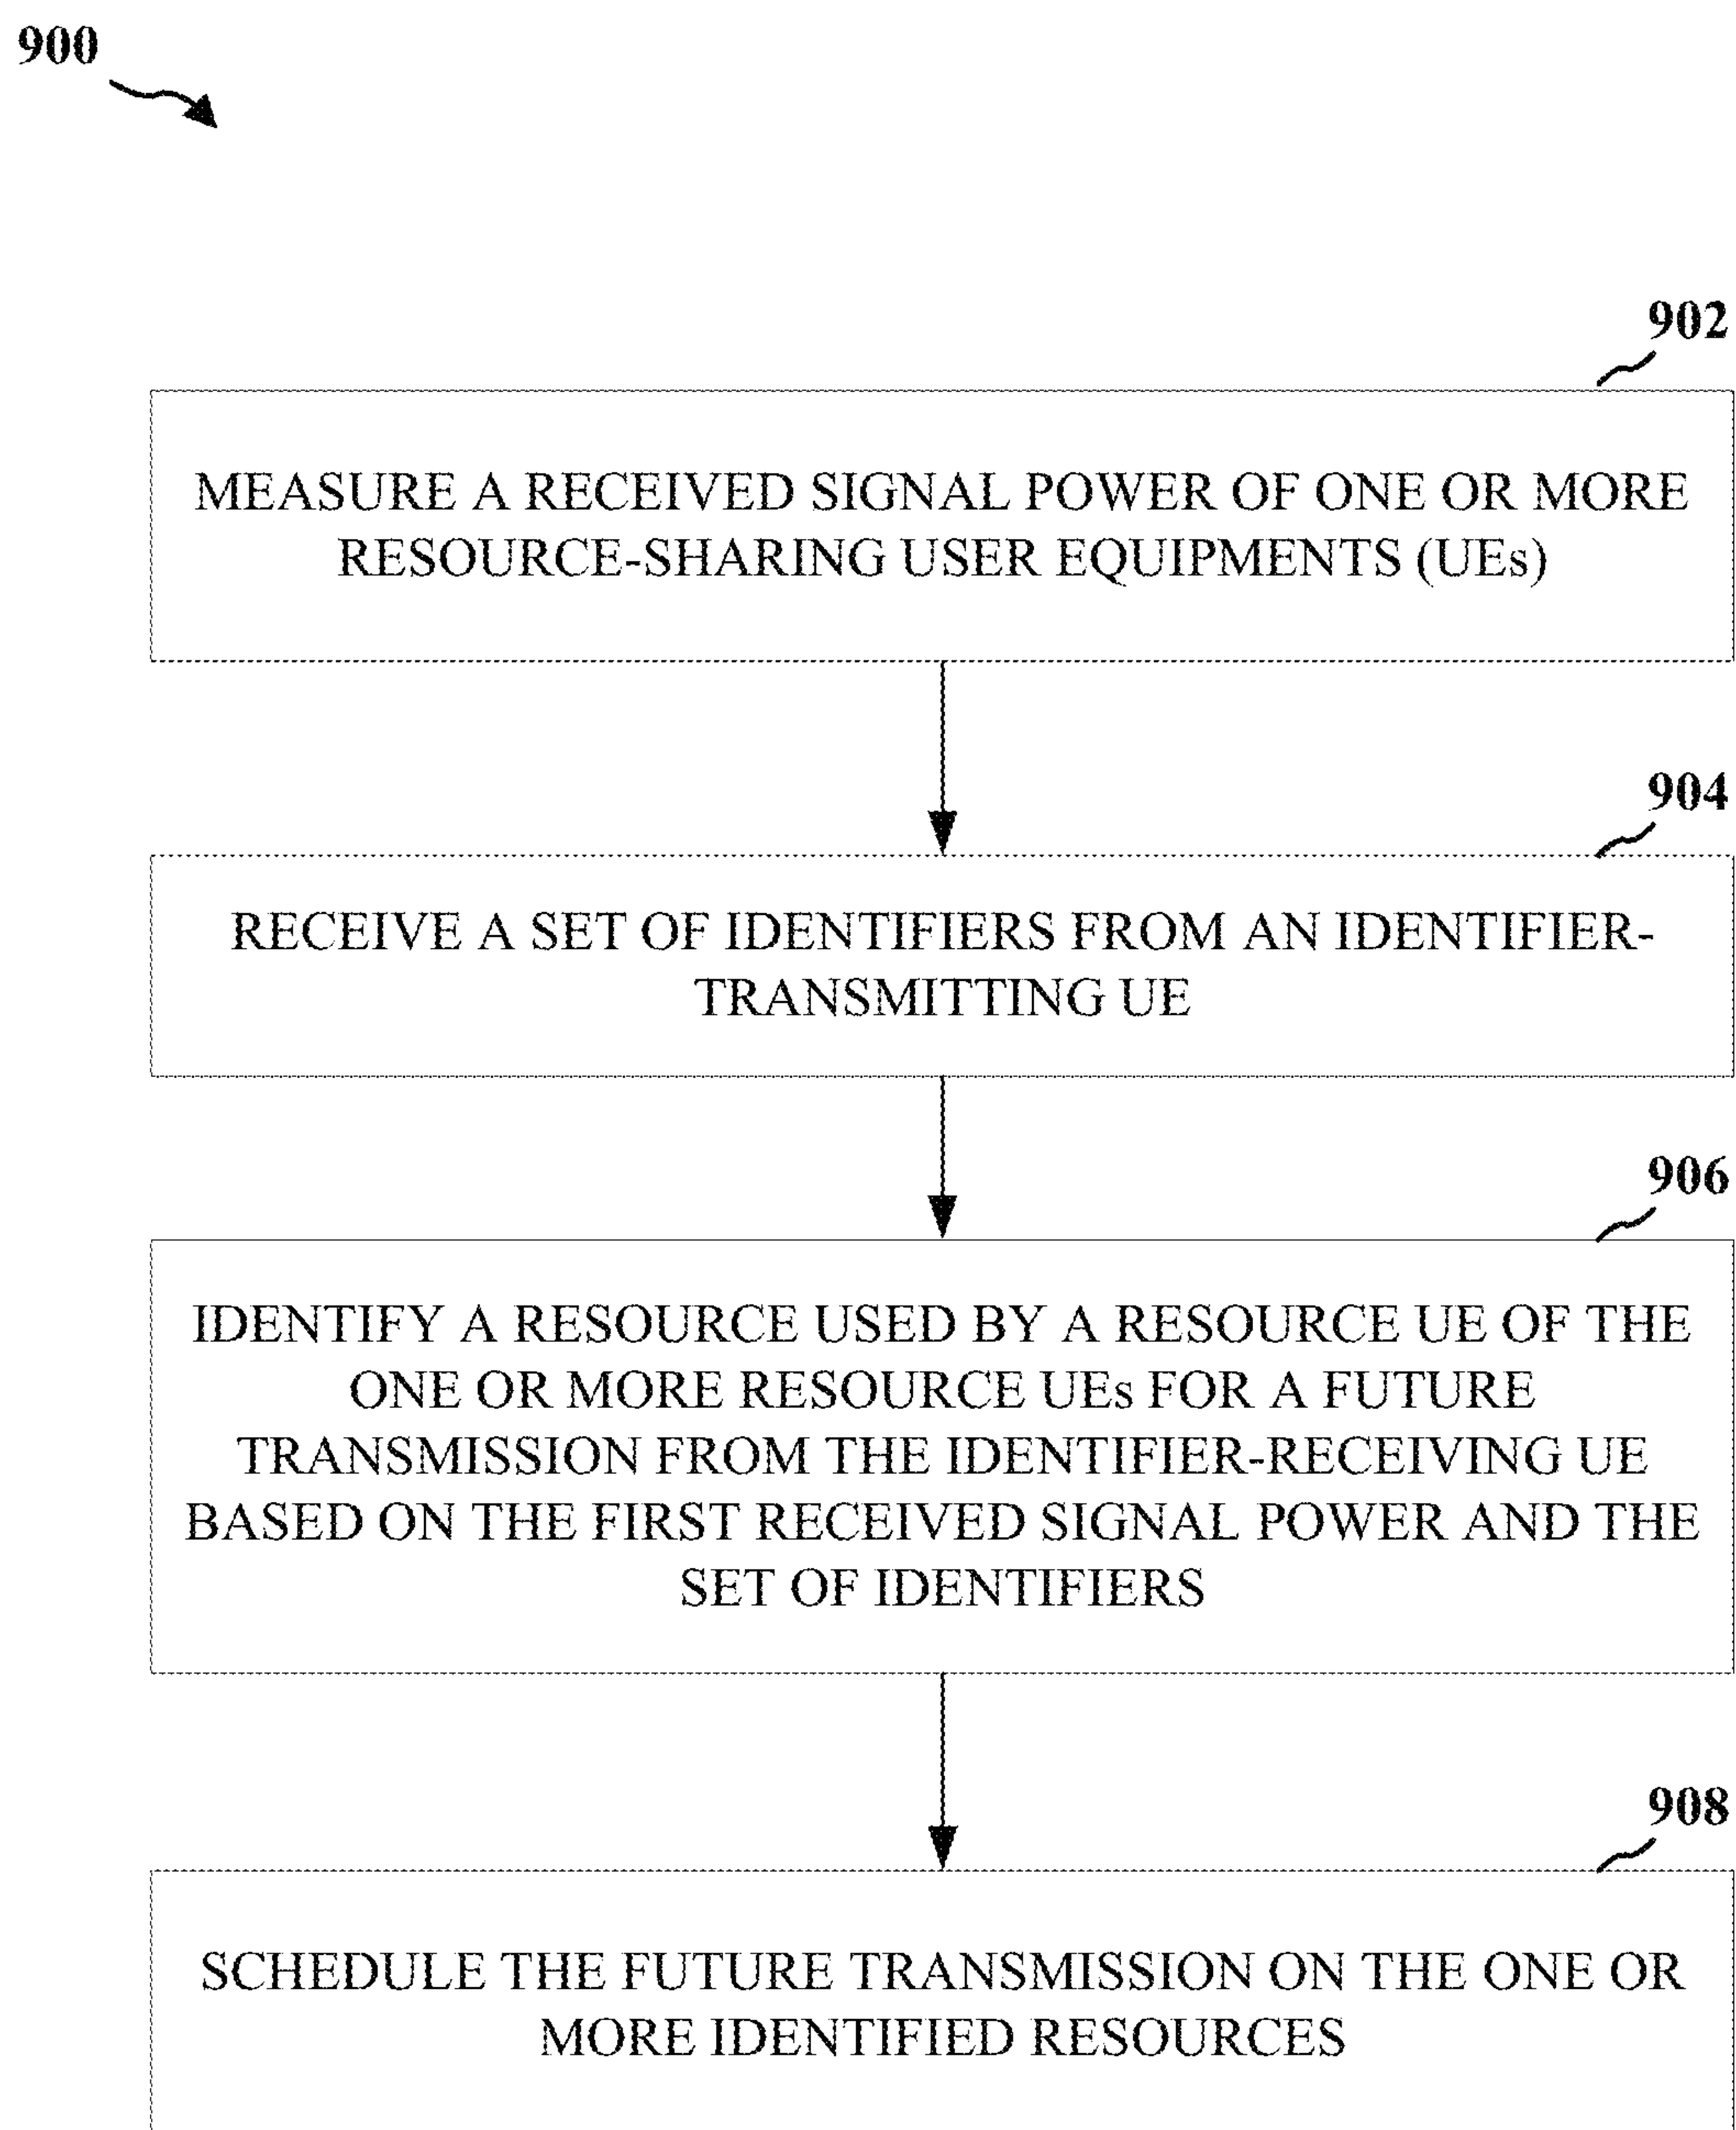 900
902
MEASURE A RECEIVED SIGNAL POWER OF ONE OR MORE
RESOURCE-SHARING USER EQUIPMENTS (UEs)
904
RECEIVE A SET OF IDENTIFIERS FROM AN IDENTIFIER-
TRANSMITTING UE
906
IDENTIFY A RESOURCE USED BY A RESOURCE UE OF THE
ONE OR MORE RESOURCE UEs FOR A FUTURE
TRANSMISSION FROM THE IDENTIFIER-RECEIVING UE
BASED ON THE FIRST RECEIVED SIGNAL POWER AND THE
SET OF IDENTIFIERS
908
SCHEDULE THE FUTURE TRANSMISSION ON THE ONE OR
MORE IDENTIFIED RESOURCES